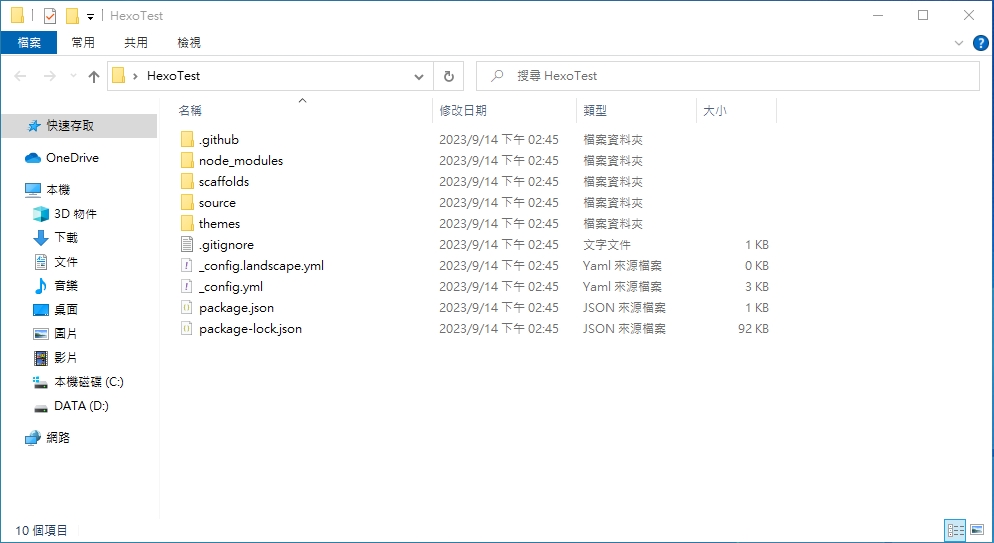 HexoTest
檔案 常用 共用 檢視
HexoTest 搜尋 HexoTest
名稱 修改日期 類型 大小
快速存取
OneDrive
本機
3D 物件
下載
文件
音樂
桌面
圖片
影片
本機磁碟 (C:)
DATA (D:)
網路
.github 2023/9/14 下午 02:45 檔案資料夾
node_modules 2023/9/14 下午 02:45 檔案資料夾
scaffolds 2023/9/14 下午 02:45 檔案資料夾
source 2023/9/14 下午 02:45 檔案資料夾
themes 2023/9/14 下午 02:45 檔案資料夾
.gitignore 2023/9/14 下午 02:45 文字文件 1 KB
_config.landscape.yml 2023/9/14 下午 02:45 Yaml 來源檔案 0 KB
_config.yml 2023/9/14 下午 02:45 Yaml 來源檔案 3 KB
package.json 2023/9/14 下午 02:45 JSON 來源檔案 1 KB
package-lock.json 2023/9/14 下午 02:45 JSON 來源檔案 92 KB
10 個項目